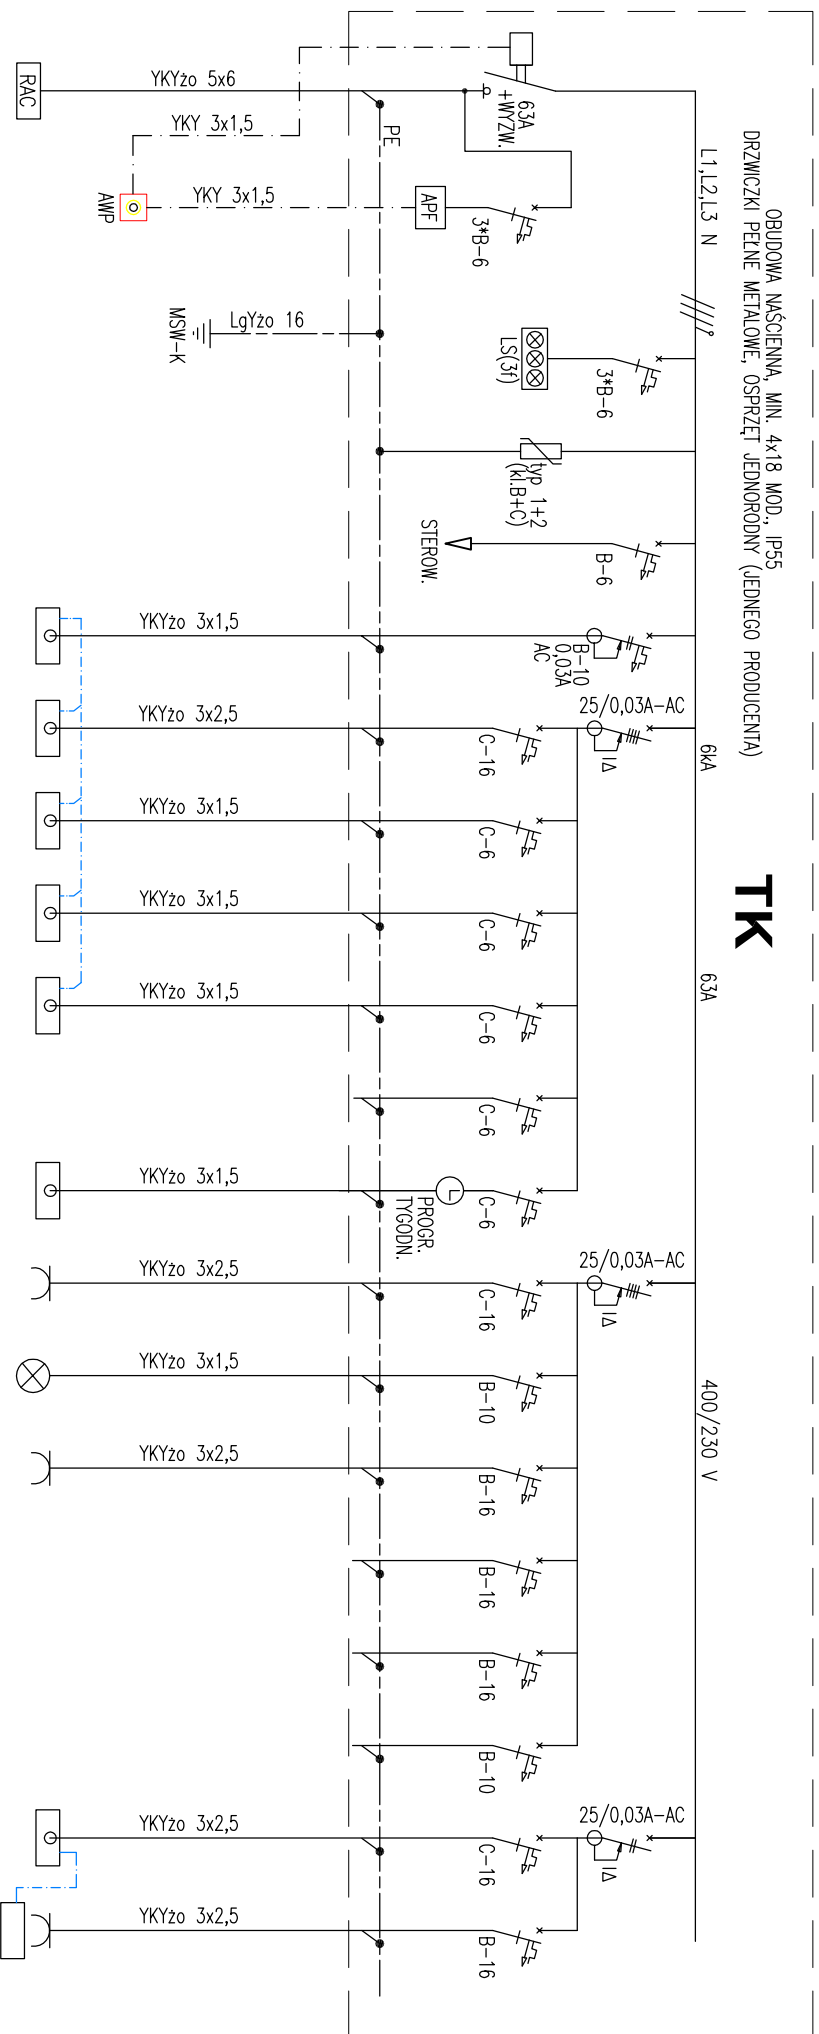 OBUDOWA NAŚCIENNA, MIN. 4x18 MOD., IP55
DRZWICZKI PEŁNE METALOWE, OSPRZĘT JEDNORODNY (JEDNEGO PRODUCENTA)
TK
L1,L2,L3 N
6kA
63A
400/230 V
63A
+WYZW.
3*B-6
APF
PE
YKYżo 5x6
RAC
YKY 3x1,5
YKY 3x1,5
AWP
LgYżo 16
MSW-K
3*B-6
LS(3f)
typ 1+2
(kl.B+C)
B-6
STEROW.
B-10
0,03A
AC
YKYżo 3x1,5
25/0,03A-AC
I∆
C-16
YKYżo 3x2,5
C-6
YKYżo 3x1,5
C-6
YKYżo 3x1,5
C-6
YKYżo 3x1,5
C-6
C-6
L
PROGR.
TYGODN.
YKYżo 3x1,5
25/0,03A-AC
I∆
C-16
YKYżo 3x2,5
B-10
YKYżo 3x1,5
B-16
YKYżo 3x2,5
B-16
B-16
B-10
25/0,03A-AC
I∆
C-16
YKYżo 3x2,5
B-16
YKYżo 3x2,5